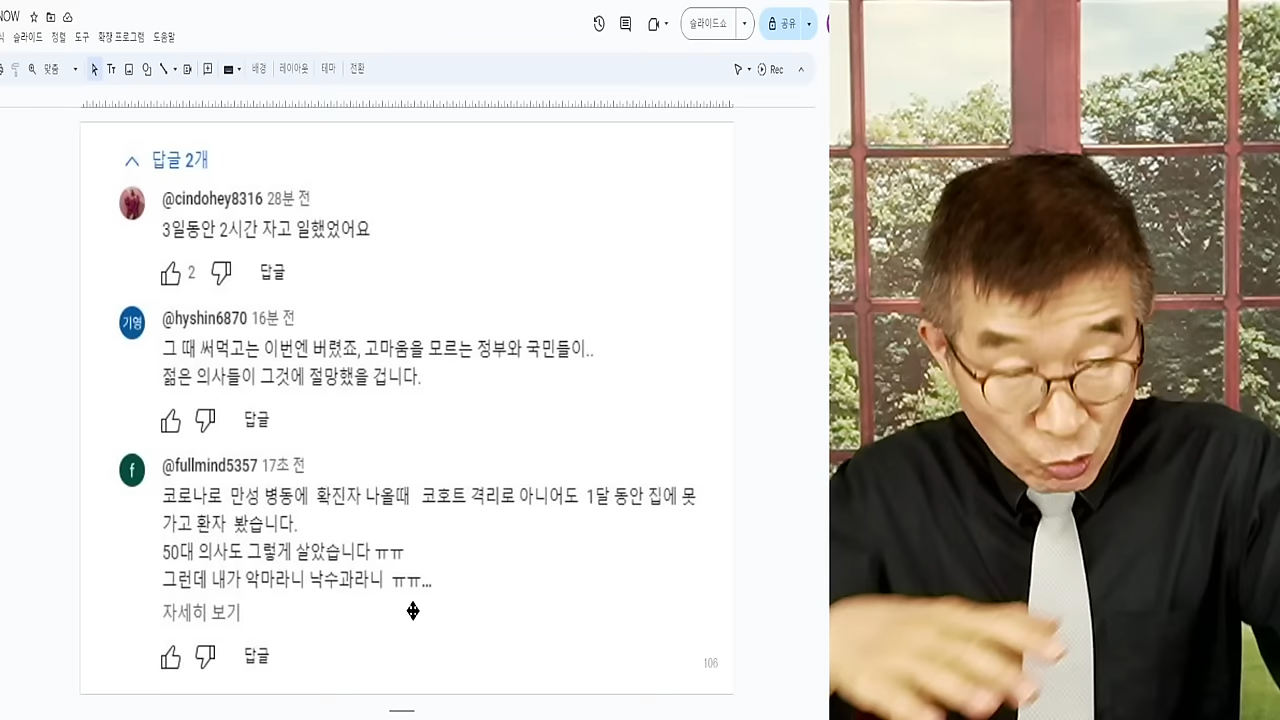 NOW
슬라이드 정렬 도구 확장 프로그램 도움말
슬라이드쇼
공유
맞춤
Tr
배경
레이아웃
테마
전환
Rec
답글 2개
@cindohey8316 28분 전
3일동안 2시간 자고 일했었어요
2
답글
기영
@hyshin6870 16분 전
그 때 써먹고는 이번엔 버렸죠, 고마움을 모르는 정부와 국민들이..
젊은 의사들이 그것에 절망했을 겁니다.
답글
f
@fullmind5357 17초 전
코로나로 만성 병동에 확진자 나올때 코호트 격리로 아니어도 1달 동안 집에 못
가고 환자 봤습니다.
50대 의사도 그렇게 살았습니다 ㅠㅠ
그런데 내가 악마라니 낙수과라니 ㅠㅠ...
자세히 보기
답글
106